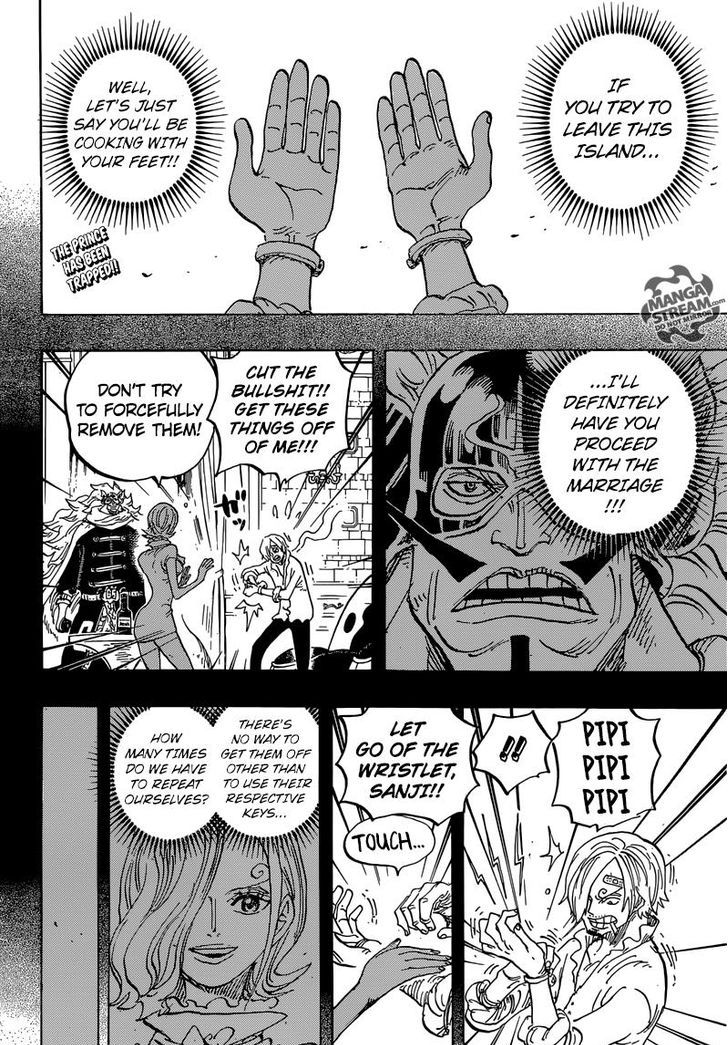 IF
YOU TRY TO
LEAVE THIS
ISLAND...
WELL,
LET'S JUST
SAY YOU'LL BE
COOKING WITH
YOUR FEET!!
THE PRINCE
HAS BEEN
TRAPPED!!
MANGA
STREAM.com
DO NOT MIRROR
...I'LL
DEFINITELY
HAVE YOU
PROCEED
WITH THE
MARRIAGE
!!!
CUT THE
BULLSHIT!!
GET THESE
THINGS OFF
OF ME!!!
DON'T TRY
TO FORCEFULLY
REMOVE THEM!
PIPI
PIPI
PIPI
!!
LET
GO OF THE
WRISTLET,
SANJI!!
TOUCH...
THERE'S
NO WAY TO
GET THEM OFF
OTHER THAN
TO USE THEIR
RESPECTIVE
KEYS...
HOW
MANY TIMES
DO WE HAVE
TO REPEAT
OURSELVES?